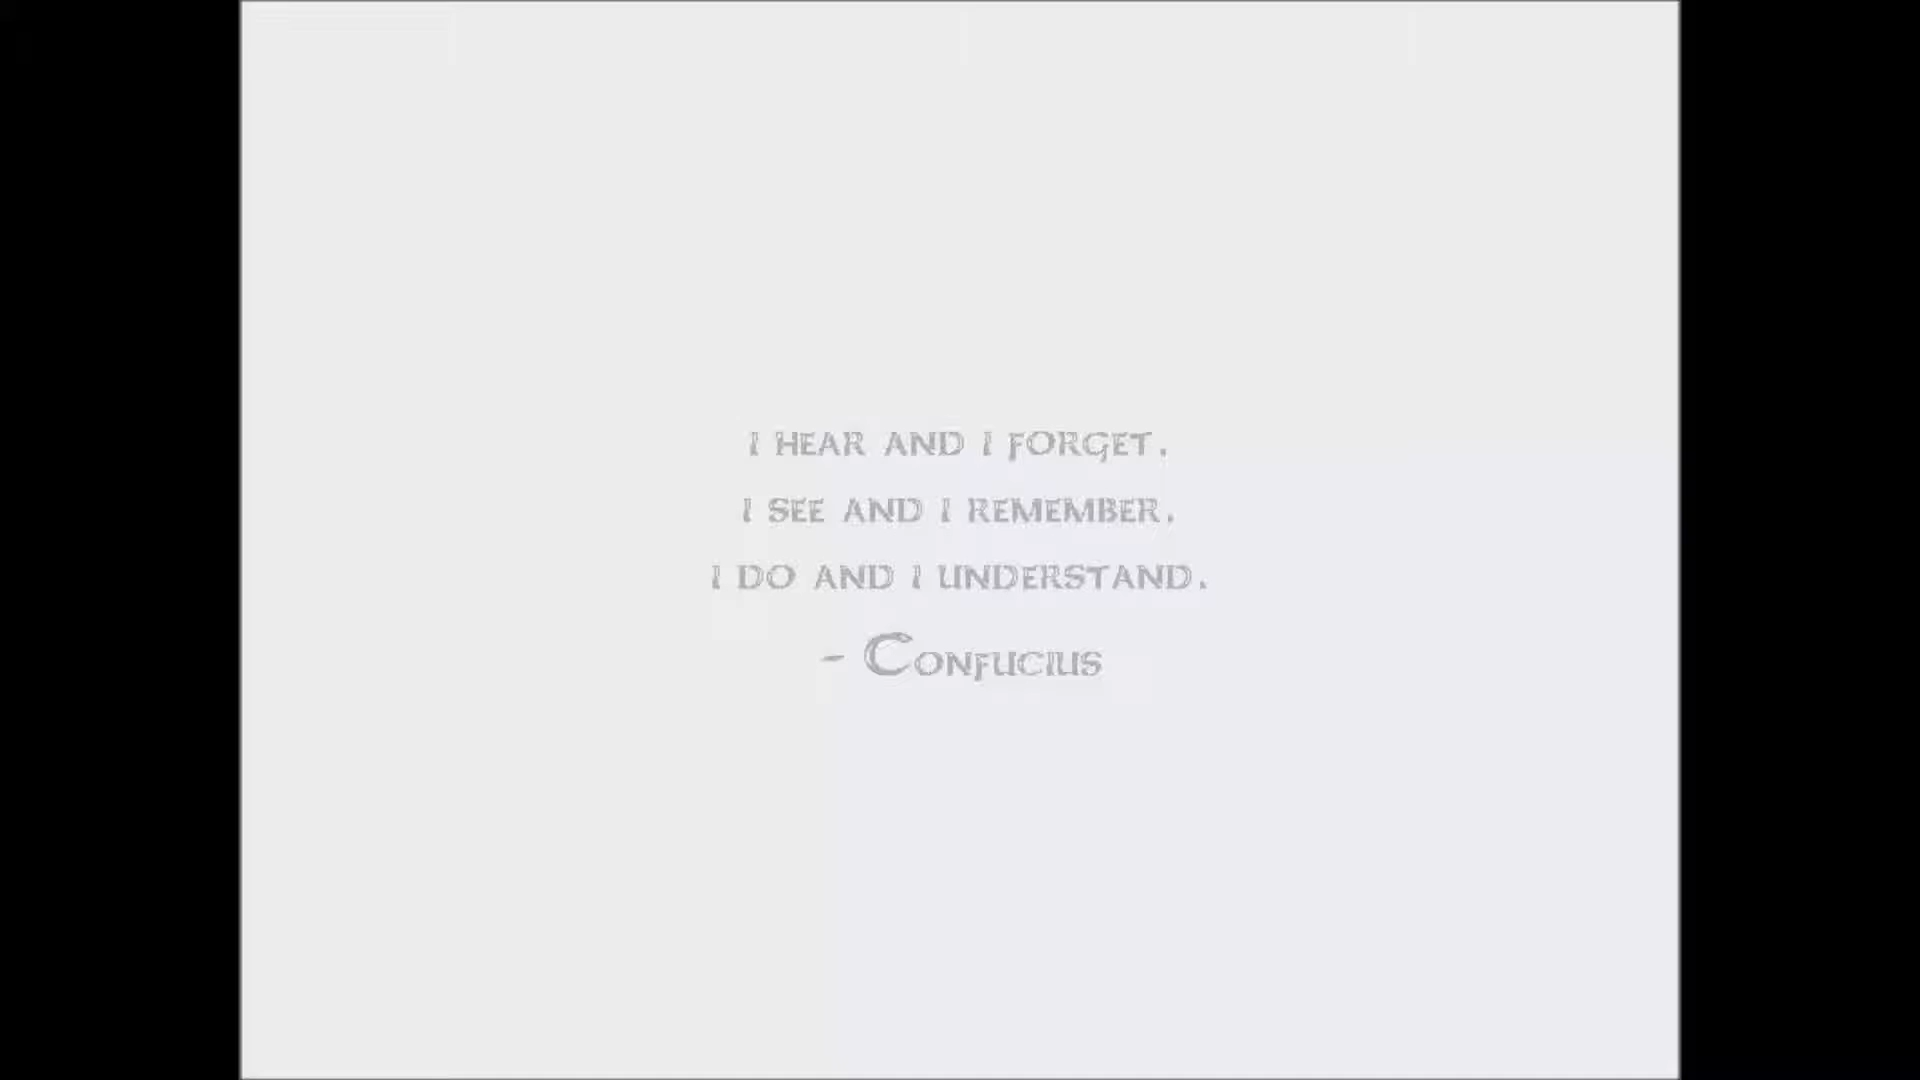 I HEAR AND I FORGET.
I SEE AND I REMEMBER.
I DO AND I UNDERSTAND.
- CONFUCIUS